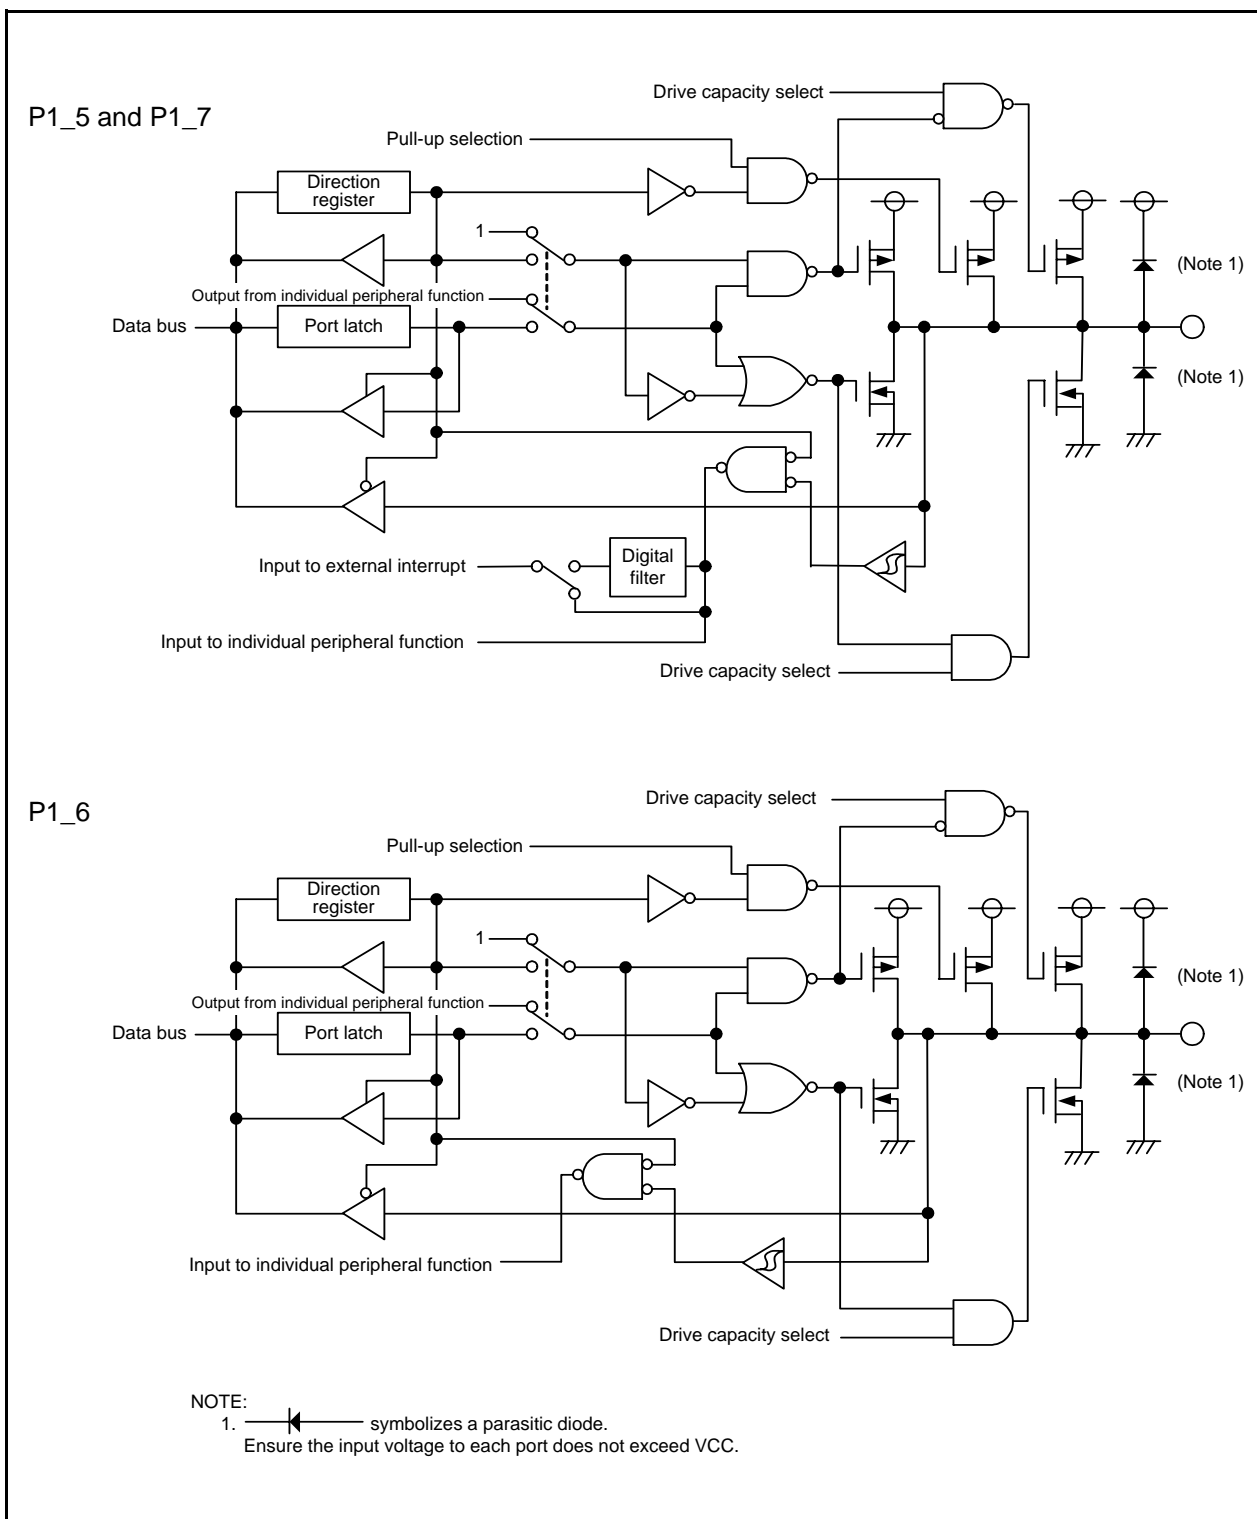 P1_5 and P1_7
Drive capacity select
Pull-up selection
Direction
register
1
(Note 1)
Output from individual peripheral function
Data bus
Port latch
(Note 1)
Input to external interrupt
Digital
filter
Input to individual peripheral function
Drive capacity select
P1_6
Drive capacity select
Pull-up selection
Direction
register
1
(Note 1)
Output from individual peripheral function
Data bus
Port latch
(Note 1)
Input to individual peripheral function
Drive capacity select
NOTE:
1. symbolizes a parasitic diode.
Ensure the input voltage to each port does not exceed VCC.